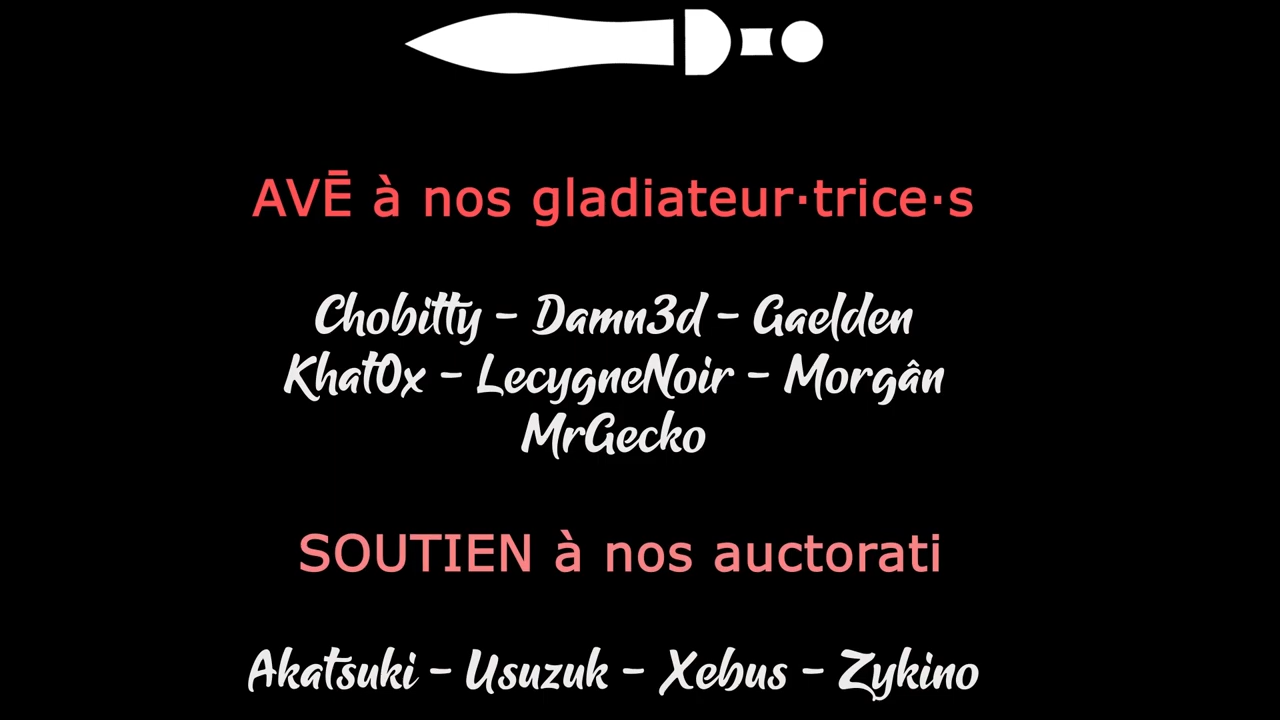 AVĒ à nos gladiateur·trice·s
Chobitty - Damn3d - Gaelden
Khat0x - LecygneNoir - Morgân
MrGecko
SOUTIEN à nos auctorati
Akatsuki - Usuzuk - Xebus - Zykino